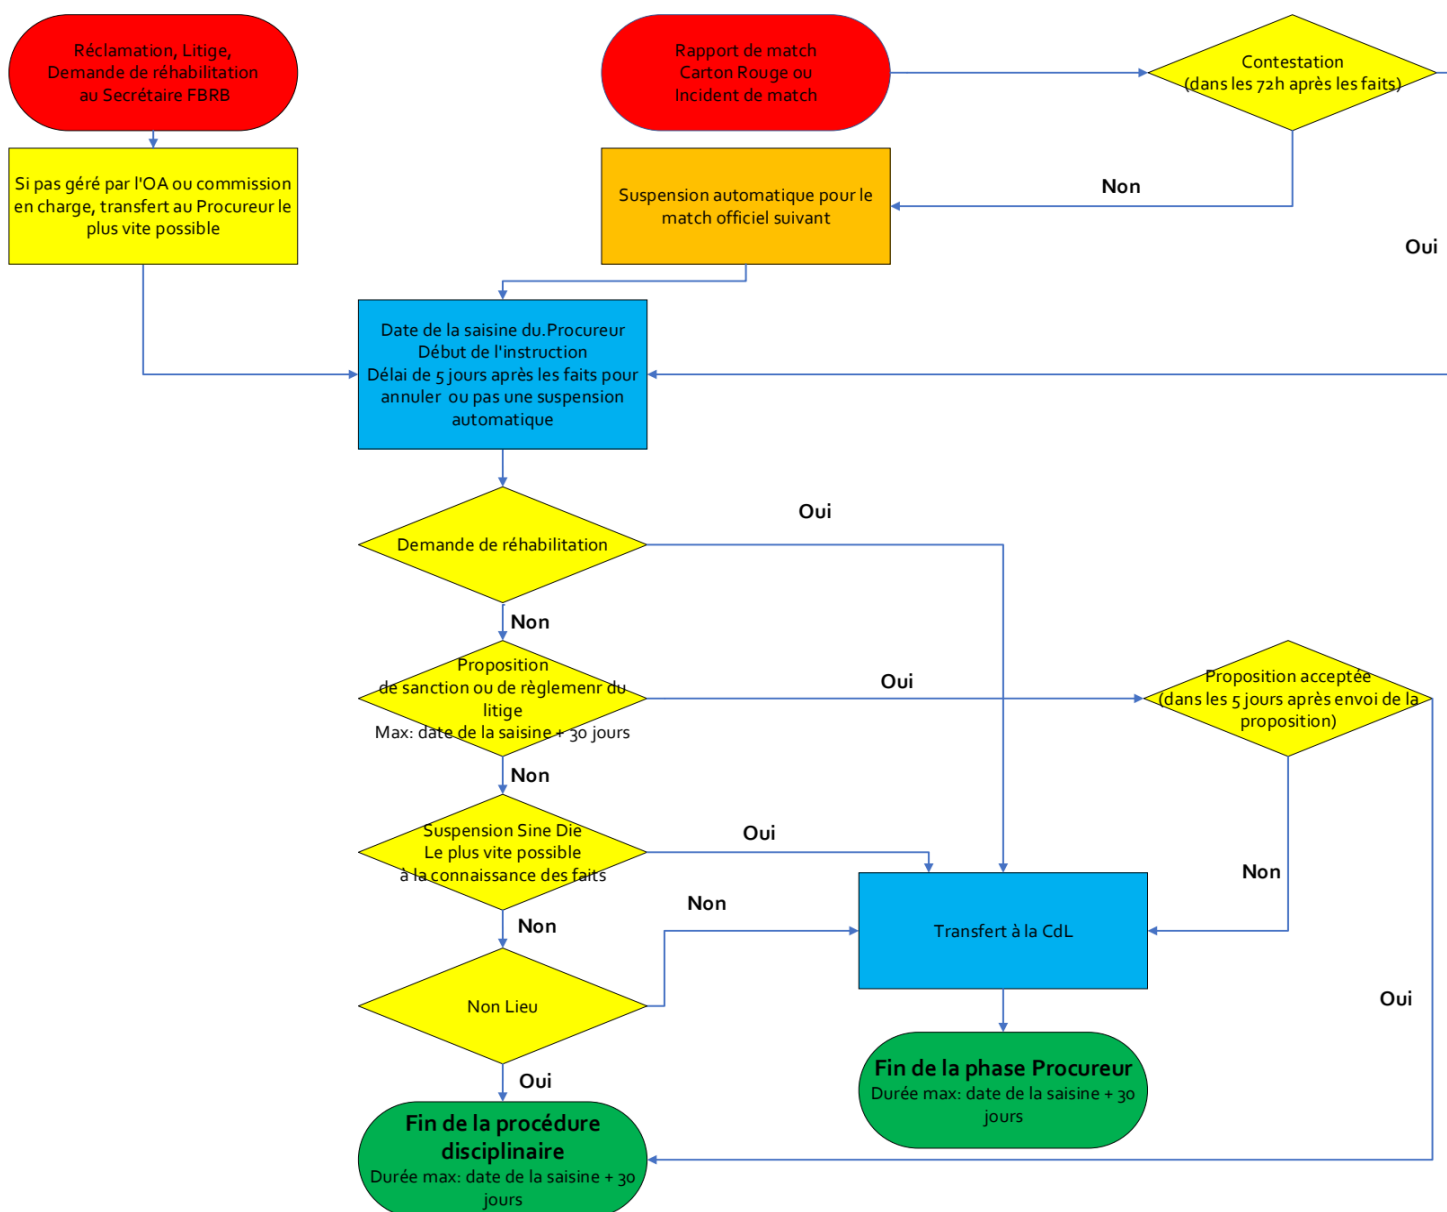 Réclamation, Litige,
Demande de réhabilitation
au Secrétaire FBRB
Rapport de match
Carton Rouge ou
Incident de match
Contestation
(dans les 72h après les faits)
Si pas géré par l'OA ou commission
en charge, transfert au Procureur le
plus vite possible
Suspension automatique pour le
match officiel suivant
Non
Oui
Date de la saisine du.Procureur
Début de l'instruction
Délai de 5 jours après les faits pour
annuler ou pas une suspension
automatique
Demande de réhabilitation
Oui
Non
Proposition
de sanction ou de règlemenr du
litige
Max: date de la saisine + 30 jours
Oui
Proposition acceptée
(dans les 5 jours après envoi de la
proposition)
Non
Suspension Sine Die
Le plus vite possible
à la connaissance des faits
Oui
Non
Non
Non
Transfert à la CdL
Non Lieu
Oui
Oui
Fin de la phase Procureur
Durée max: date de la saisine + 30
jours
Fin de la procédure
disciplinaire
Durée max: date de la saisine + 30
jours